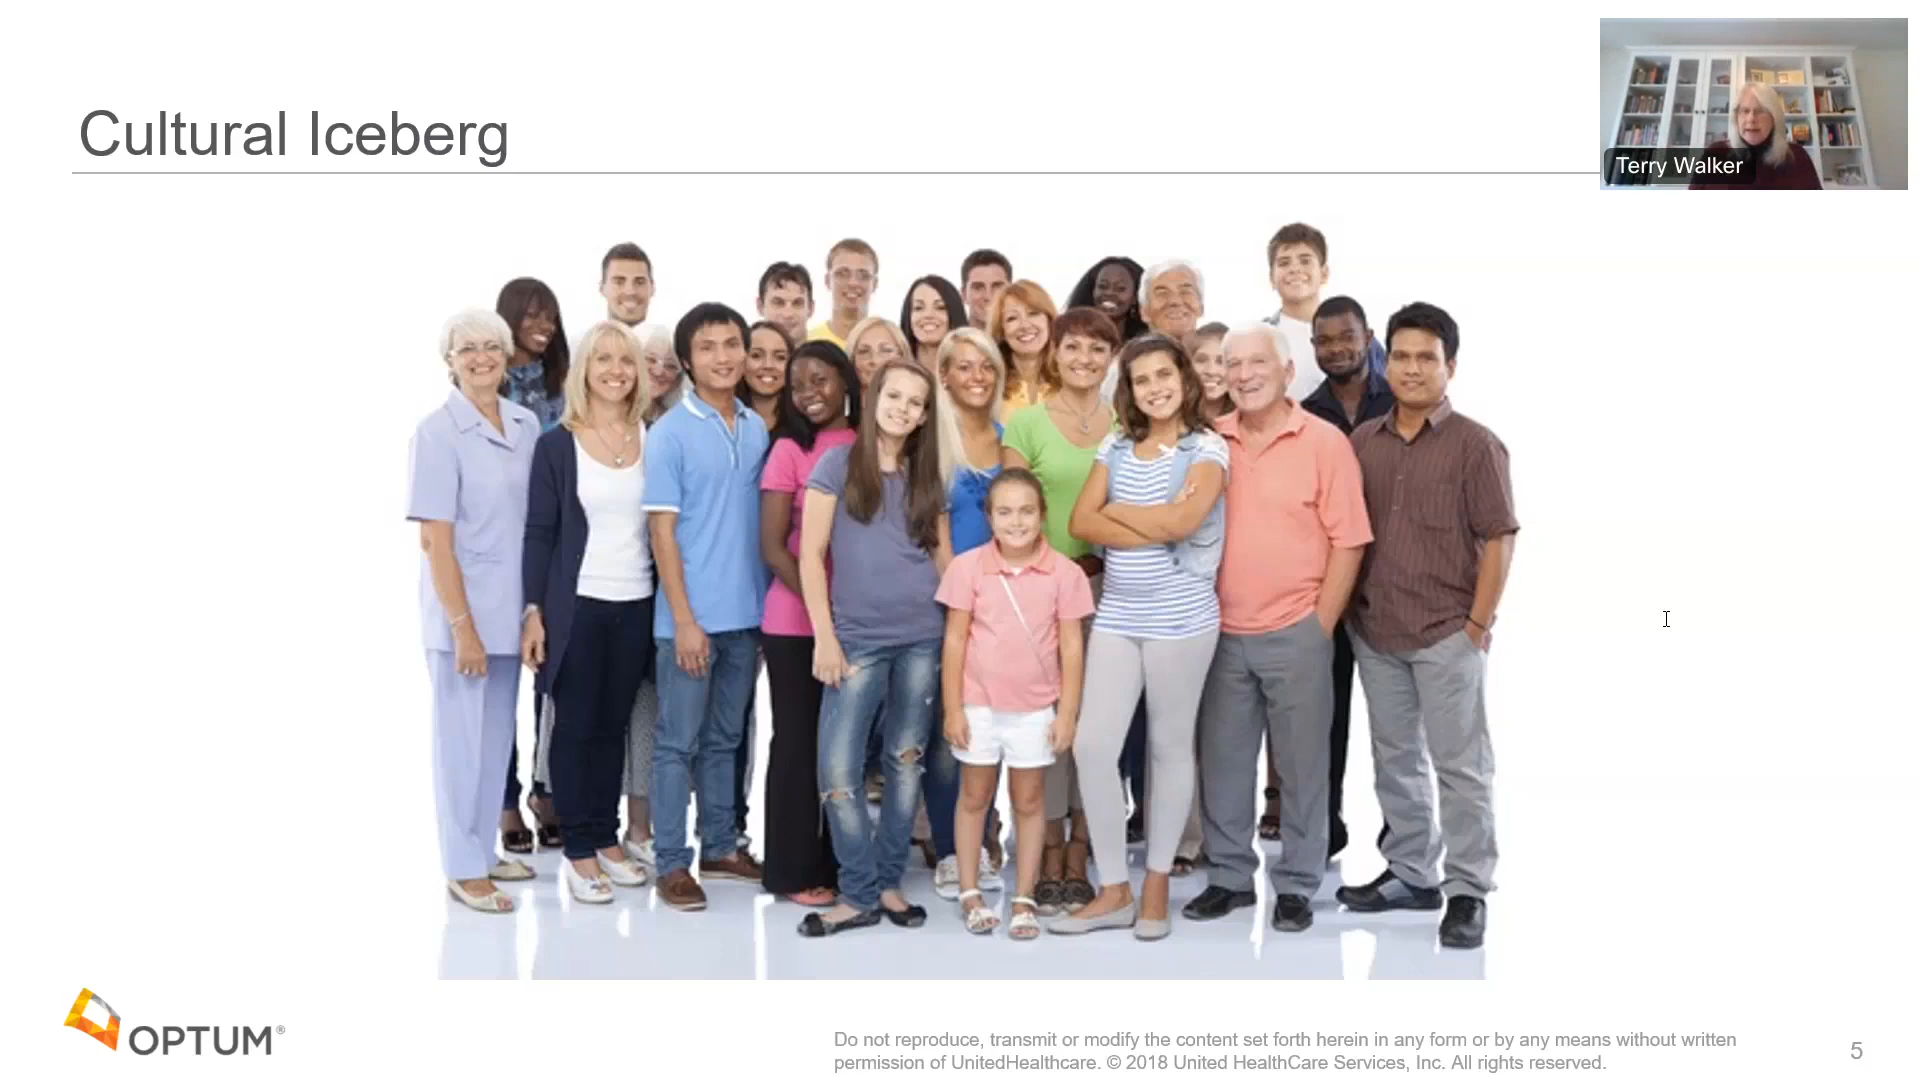 Cultural Iceberg
Terry Walker
OPTUM®
Do not reproduce, transmit or modify the content set forth herein in any form or by any means without written
permission of UnitedHealthcare. © 2018 United HealthCare Services, Inc. All rights reserved.
5